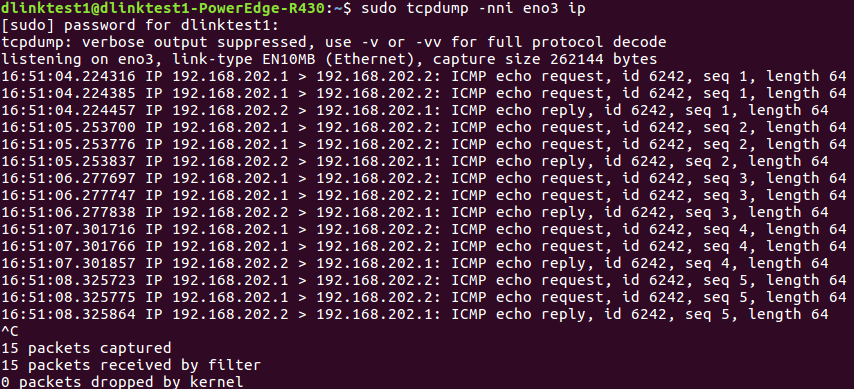 dlinktest1@dlinktest1-PowerEdge-R430:~$ sudo tcpdump -nni eno3 ip
[sudo] password for dlinktest1:
tcpdump: verbose output suppressed, use -v or -vv for full protocol decode
listening on eno3, link-type EN10MB (Ethernet), capture size 262144 bytes
16:51:04.224316 IP 192.168.202.1 > 192.168.202.2: ICMP echo request, id 6242, seq 1, length 64
16:51:04.224385 IP 192.168.202.1 > 192.168.202.2: ICMP echo request, id 6242, seq 1, length 64
16:51:04.224457 IP 192.168.202.2 > 192.168.202.1: ICMP echo reply, id 6242, seq 1, length 64
16:51:05.253700 IP 192.168.202.1 > 192.168.202.2: ICMP echo request, id 6242, seq 2, length 64
16:51:05.253776 IP 192.168.202.1 > 192.168.202.2: ICMP echo request, id 6242, seq 2, length 64
16:51:05.253837 IP 192.168.202.2 > 192.168.202.1: ICMP echo reply, id 6242, seq 2, length 64
16:51:06.277697 IP 192.168.202.1 > 192.168.202.2: ICMP echo request, id 6242, seq 3, length 64
16:51:06.277747 IP 192.168.202.1 > 192.168.202.2: ICMP echo request, id 6242, seq 3, length 64
16:51:06.277838 IP 192.168.202.2 > 192.168.202.1: ICMP echo reply, id 6242, seq 3, length 64
16:51:07.301716 IP 192.168.202.1 > 192.168.202.2: ICMP echo request, id 6242, seq 4, length 64
16:51:07.301766 IP 192.168.202.1 > 192.168.202.2: ICMP echo request, id 6242, seq 4, length 64
16:51:07.301857 IP 192.168.202.2 > 192.168.202.1: ICMP echo reply, id 6242, seq 4, length 64
16:51:08.325723 IP 192.168.202.1 > 192.168.202.2: ICMP echo request, id 6242, seq 5, length 64
16:51:08.325775 IP 192.168.202.1 > 192.168.202.2: ICMP echo request, id 6242, seq 5, length 64
16:51:08.325864 IP 192.168.202.2 > 192.168.202.1: ICMP echo reply, id 6242, seq 5, length 64
^C
15 packets captured
15 packets received by filter
0 packets dropped by kernel